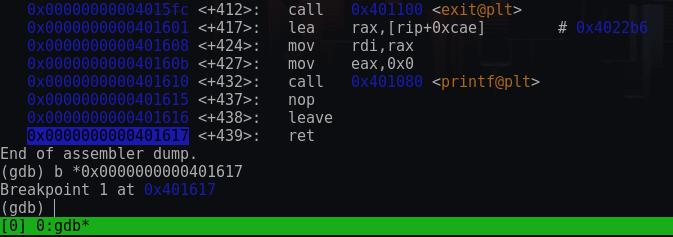 0x00000000004015fc <+412>: call 0x401100 <exit@plt>
0x0000000000401601 <+417>: lea rax,[rip+0xcae] # 0x4022b6
0x0000000000401608 <+424>: mov rdi,rax
0x000000000040160b <+427>: mov eax,0x0
0x0000000000401610 <+432>: call 0x401080 <printf@plt>
0x0000000000401615 <+437>: nop
0x0000000000401616 <+438>: leave
0x0000000000401617 <+439>: ret
End of assembler dump.
(gdb) b *0x0000000000401617
Breakpoint 1 at 0x401617
(gdb)
[0] 0:gdb*